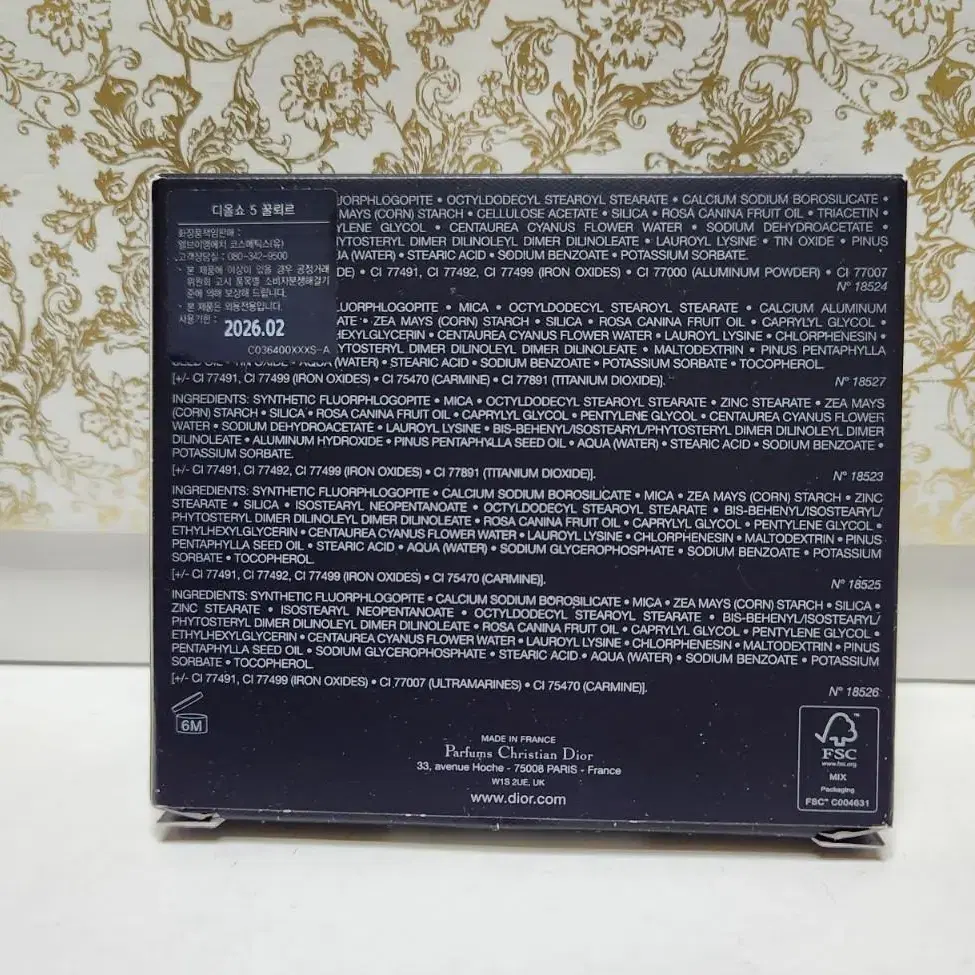 디올쇼 5 꿀뢰르
화장품책임판매 :
엘브이엠에치 코스메틱스(유)
고객상담실 : 080-342-9500
· 본 제품에 이상이 있을 경우 공정거래
위원회 고시 품목별 소비자분쟁해결기
준에 의해 보상해 드립니다.
· 본 제품은 외용전용입니다.
사용기한 :
2026.02
C036400XXXS-A
UORPHLOGOPITE • OCTYLDODECYL STEAROYL STEARATE • CALCIUM SODIUM BOROSILICATE
MAYS (CORN) STARCH • CELLULOSE ACETATE • SILICA • ROSA CANINA FRUIT OIL • TRIACETIN •
YLENE GLYCOL • CENTAUREA CYANUS FLOWER WATER • SODIUM DEHYDROACETATE •
YTOSTERYL DIMER DILINOLEYL DIMER DILINOLEATE • LAUROYL LYSINE • TIN OXIDE • PINUS
(WATER) • STEARIC ACID • SODIUM BENZOATE • POTASSIUM SORBATE.
DE) • CI 77491, CI 77492, CI 77499 (IRON OXIDES) • CI 77000 (ALUMINUM POWDER) • CI 77007
N° 18524
LUORPHLOGOPITE • MICA • OCTYLDODECYL STEAROYL STEARATE • CALCIUM ALUMINUM
ATE • ZEA MAYS (CORN) STARCH • SILICA • ROSA CANINA FRUIT OIL • CAPRYLYL GLYCOL •
HEXYLGLYCERIN • CENTAUREA CYANUS FLOWER WATER • LAUROYL LYSINE • CHLORPHENESIN •
YTOSTERYL DIMER DILINOLEYL DIMER DILINOLEATE • MALTODEXTRIN • PINUS PENTAPHYLLA
SEED OIL • TIN OXIDE • AQUA (WATER) • STEARIC ACID • SODIUM BENZOATE • POTASSIUM SORBATE • TOCOPHEROL.
[+/- CI 77491, CI 77499 (IRON OXIDES) • CI 75470 (CARMINE) • CI 77891 (TITANIUM DIOXIDE)].
N° 18527
INGREDIENTS: SYNTHETIC FLUORPHLOGOPITE • MICA • OCTYLDODECYL STEAROYL STEARATE • ZINC STEARATE • ZEA MAYS
(CORN) STARCH • SILICA • ROSA CANINA FRUIT OIL • CAPRYLYL GLYCOL • PENTYLENE GLYCOL • CENTAUREA CYANUS FLOWER
WATER • SODIUM DEHYDROACETATE • LAUROYL LYSINE • BIS-BEHENYL/ISOSTEARYL/PHYTOSTERYL DIMER DILINOLEYL DIMER
DILINOLEATE • ALUMINUM HYDROXIDE • PINUS PENTAPHYLLA SEED OIL • AQUA (WATER) • STEARIC ACID • SODIUM BENZOATE •
POTASSIUM SORBATE.
[+/- CI 77491, CI 77492, CI 77499 (IRON OXIDES) • CI 77891 (TITANIUM DIOXIDE)].
N° 18523
INGREDIENTS: SYNTHETIC FLUORPHLOGOPITE • CALCIUM SODIUM BOROSILICATE • MICA • ZEA MAYS (CORN) STARCH • ZINC
STEARATE • SILICA • ISOSTEARYL NEOPENTANOATE • OCTYLDODECYL STEAROYL STEARATE • BIS-BEHENYL/ISOSTEARYL/
PHYTOSTERYL DIMER DILINOLEYL DIMER DILINOLEATE • ROSA CANINA FRUIT OIL • CAPRYLYL GLYCOL • PENTYLENE GLYCOL •
ETHYLHEXYLGLYCERIN • CENTAUREA CYANUS FLOWER WATER • LAUROYL LYSINE • CHLORPHENESIN • MALTODEXTRIN • PINUS
PENTAPHYLLA SEED OIL • STEARIC ACID • AQUA (WATER) • SODIUM GLYCEROPHOSPHATE • SODIUM BENZOATE • POTASSIUM
SORBATE • TOCOPHEROL.
[+/- CI 77491, CI 77492, CI 77499 (IRON OXIDES) • CI 75470 (CARMINE)].
N° 18525
INGREDIENTS: SYNTHETIC FLUORPHLOGOPITE • CALCIUM SODIUM BOROSILICATE • MICA • ZEA MAYS (CORN) STARCH • SILICA •
ZINC STEARATE • ISOSTEARYL NEOPENTANOATE • OCTYLDODECYL STEAROYL STEARATE • BIS-BEHENYL/ISOSTEARYL/
PHYTOSTERYL DIMER DILINOLEYL DIMER DILINOLEATE • ROSA CANINA FRUIT OIL • CAPRYLYL GLYCOL • PENTYLENE GLYCOL •
ETHYLHEXYLGLYCERIN • CENTAUREA CYANUS FLOWER WATER • LAUROYL LYSINE • CHLORPHENESIN • MALTODEXTRIN • PINUS
PENTAPHYLLA SEED OIL • SODIUM GLYCEROPHOSPHATE • STEARIC ACID • AQUA (WATER) • SODIUM BENZOATE • POTASSIUM
SORBATE • TOCOPHEROL.
[+/- CI 77491, CI 77499 (IRON OXIDES) • CI 77007 (ULTRAMARINES) • CI 75470 (CARMINE)].
N° 18526
6M
MADE IN FRANCE
Parfums Christian Dior
33, avenue Hoche - 75008 PARIS - France
W1S 2UE, UK
www.dior.com
FSC
www.fsc.org
MIX
Packaging
FSC™ C004631